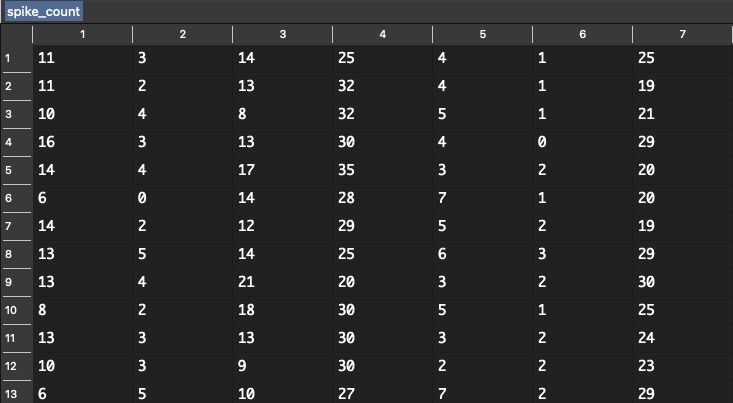 spike_count
1 2 3 4 5 6 7
1 11 3 14 25 4 1 25
2 11 2 13 32 4 1 19
3 10 4 8 32 5 1 21
4 16 3 13 30 4 0 29
5 14 4 17 35 3 2 20
6 6 0 14 28 7 1 20
7 14 2 12 29 5 2 19
8 13 5 14 25 6 3 29
9 13 4 21 20 3 2 30
10 8 2 18 30 5 1 25
11 13 3 13 30 3 2 24
12 10 3 9 30 2 2 23
13 6 5 10 27 7 2 29